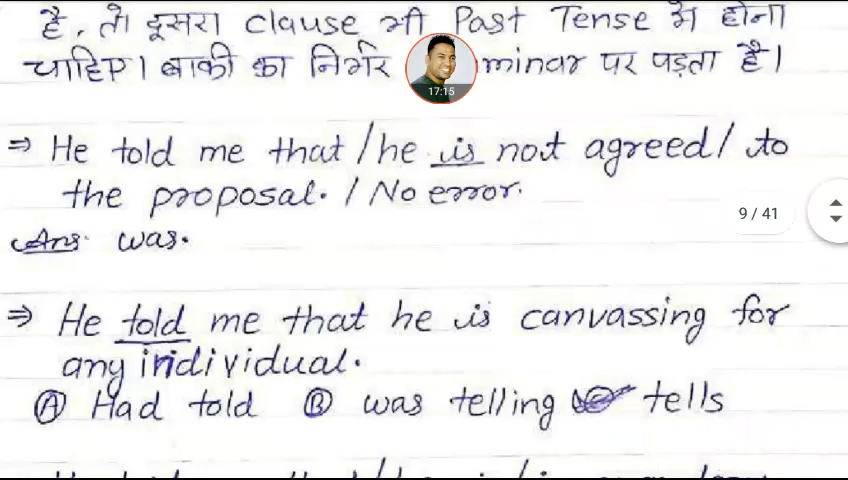 है, तो दूसरा clause भी Past Tense में होना
चाहिए। बाकी का निर्भर minar पर पड़ता है।
17:15
⇒ He told me that / he is not agreed / to
the proposal. / No error.
9 / 41
Ans. was.
⇒ He told me that he is canvassing for
any individual.
Ⓐ Had told Ⓑ was telling Ⓒ tells